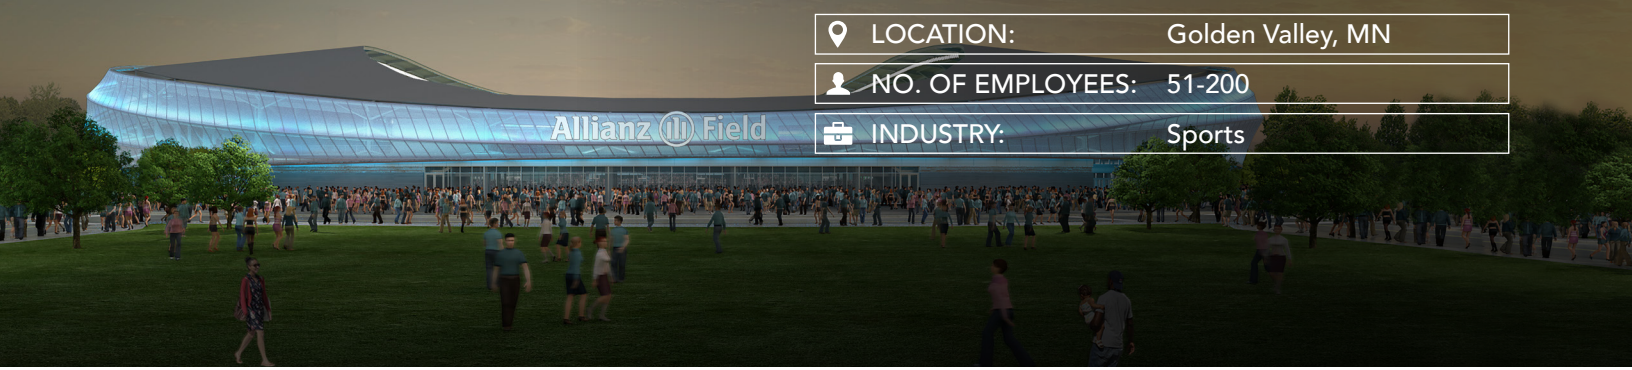 LOCATION: Golden Valley, MN
NO. OF EMPLOYEES: 51-200
INDUSTRY: Sports
Allianz Field